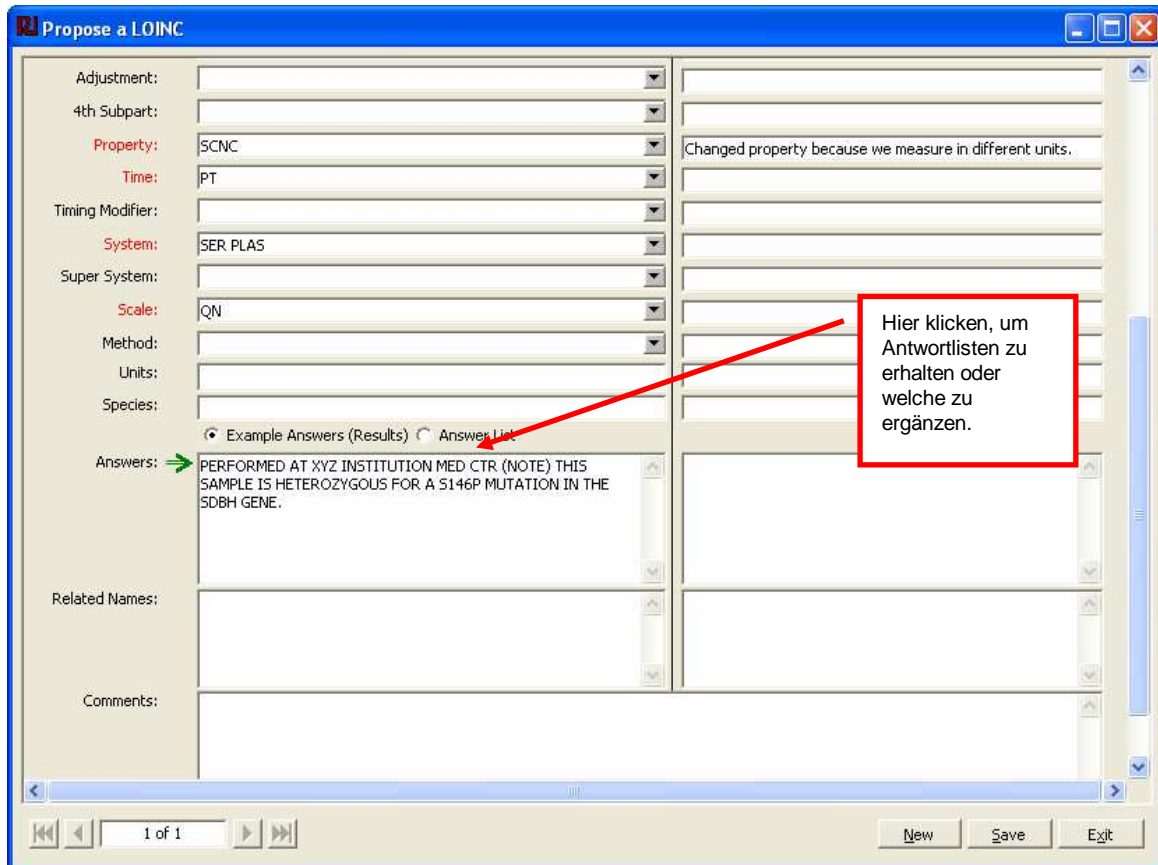 Propose a LOINC
Adjustment:
4th Subpart:
Property: SCNC Changed property because we measure in different units.
Time: PT
Timing Modifier:
System: SER PLAS
Super System:
Scale: QN
Method:
Units:
Species:
Hier klicken, um
Antwortlisten zu
erhalten oder
welche zu
ergänzen.
Example Answers (Results) Answer List
Answers: PERFORMED AT XYZ INSTITUTION MED CTR (NOTE) THIS
SAMPLE IS HETEROZYGOUS FOR A S146P MUTATION IN THE
SDBH GENE.
Related Names:
Comments:
1 of 1 New Save Exit